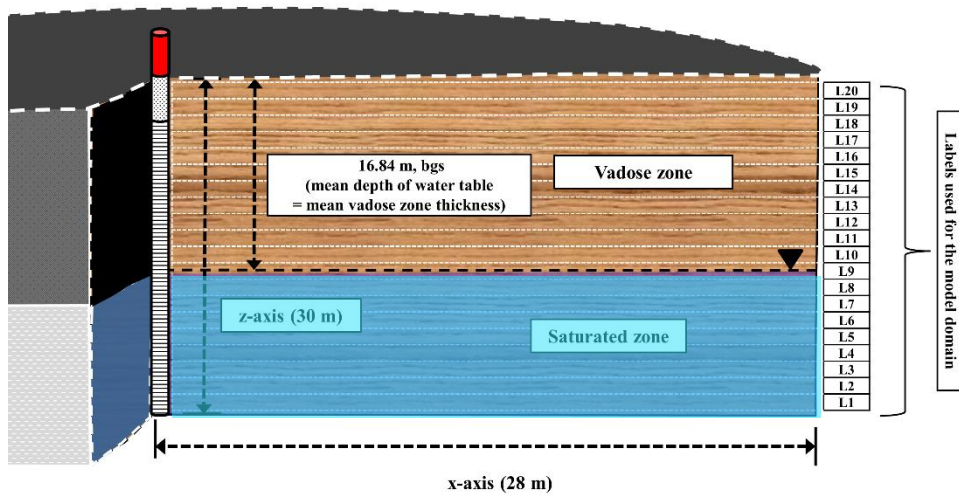 16.84 m, bgs
(mean depth of water table
= mean vadose zone thickness)
Vadose zone
z-axis (30 m)
Saturated zone
L20
L19
L18
L17
L16
L15
L14
L13
L12
L11
L10
L9
L8
L7
L6
L5
L4
L3
L2
L1
Labels used for the model domain
x-axis (28 m)